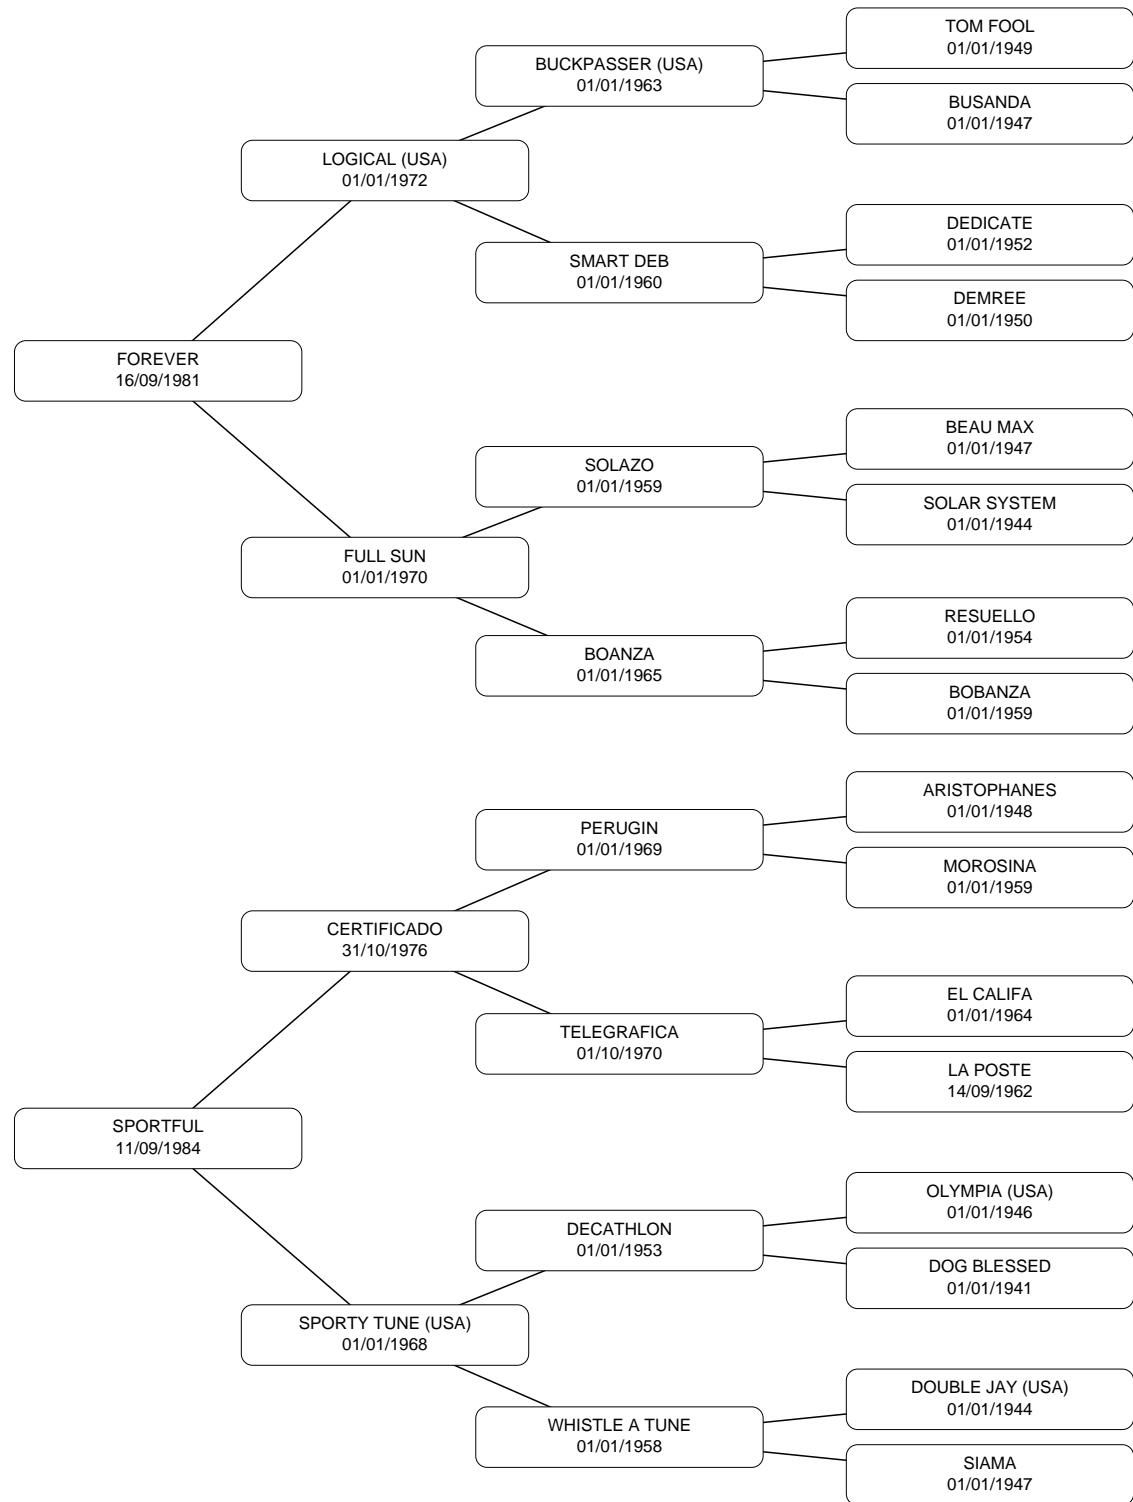 TOM FOOL
01/01/1949
BUCKPASSER (USA)
01/01/1963
BUSANDA
01/01/1947
LOGICAL (USA)
01/01/1972
DEDICATE
01/01/1952
SMART DEB
01/01/1960
DEMREE
01/01/1950
FOREVER
16/09/1981
BEAU MAX
01/01/1947
SOLAZO
01/01/1959
SOLAR SYSTEM
01/01/1944
FULL SUN
01/01/1970
RESUELLO
01/01/1954
BOANZA
01/01/1965
BOBANZA
01/01/1959
ARISTOPHANES
01/01/1948
PERUGIN
01/01/1969
MOROSINA
01/01/1959
CERTIFICADO
31/10/1976
EL CALIFA
01/01/1964
TELEGRAFICA
01/10/1970
LA POSTE
14/09/1962
SPORTFUL
11/09/1984
OLYMPIA (USA)
01/01/1946
DECATHLON
01/01/1953
DOG BLESSED
01/01/1941
SPORTY TUNE (USA)
01/01/1968
DOUBLE JAY (USA)
01/01/1944
WHISTLE A TUNE
01/01/1958
SIAMA
01/01/1947